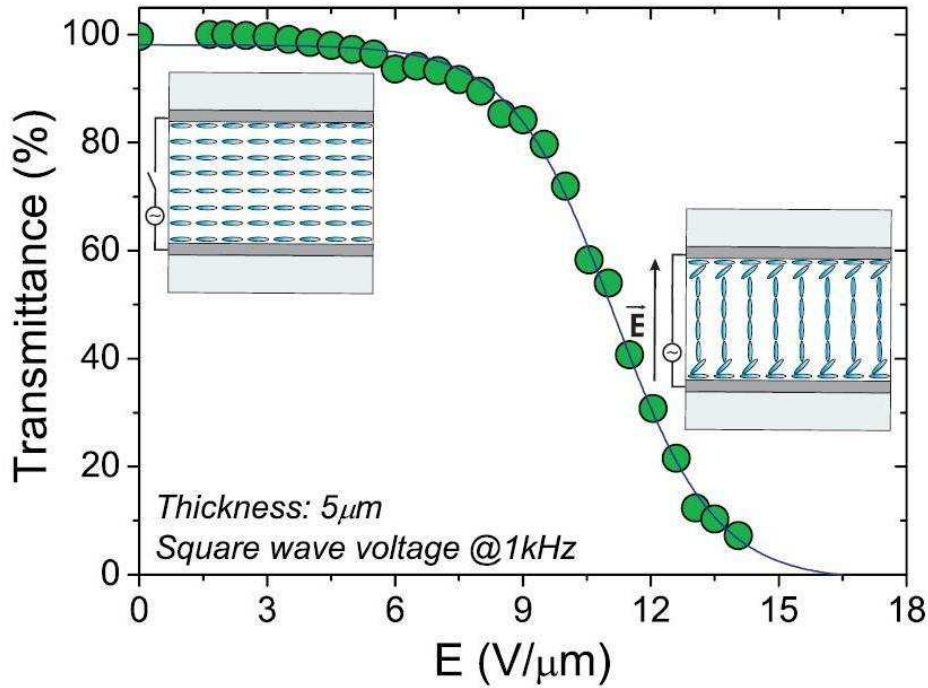 Transmittance (%)
100
80
60
40
20
0
~
E
~
Thickness: 5μm
Square wave voltage @1kHz
0 3 6 9 12 15 18
E (V/μm)